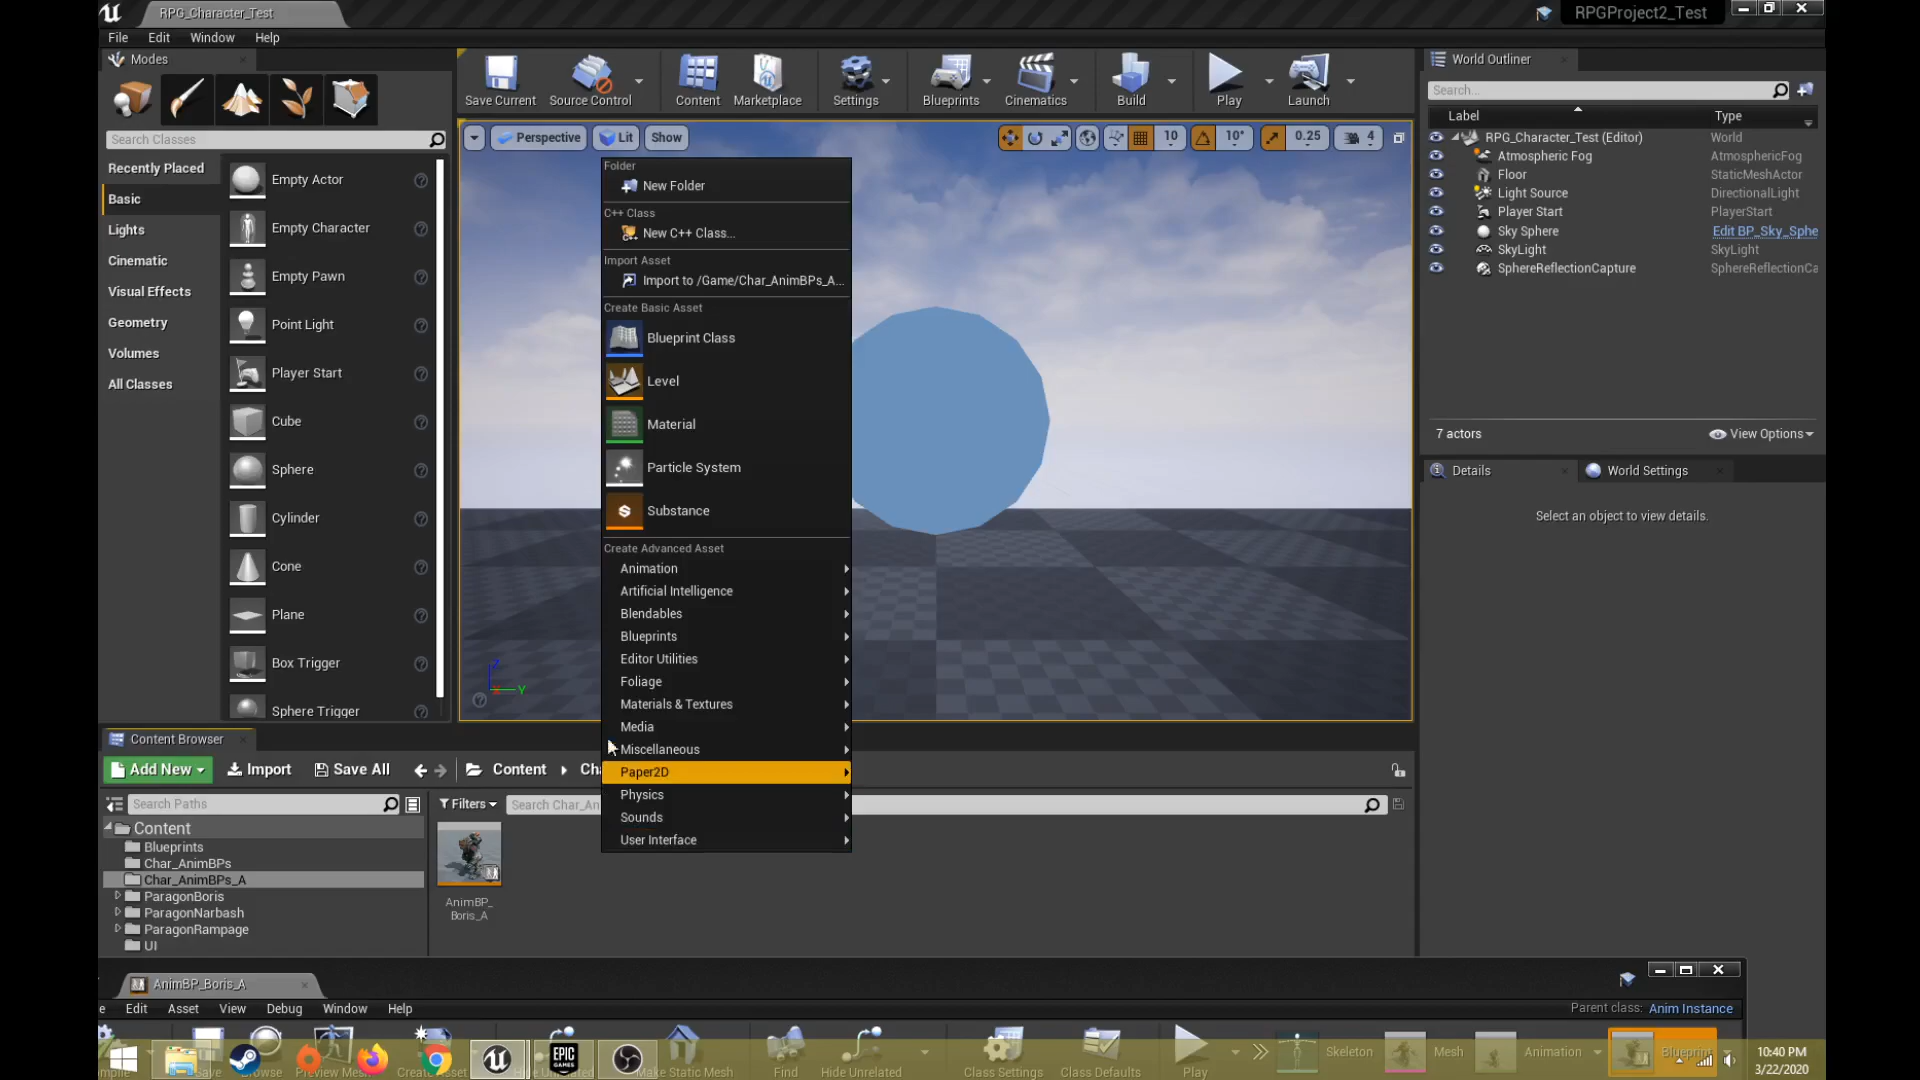 RPG_Character_Test
RPGProject2_Test
File Edit Window Help
Modes
Search Classes
Recently Placed
Basic
Lights
Cinematic
Visual Effects
Geometry
Volumes
All Classes
Empty Actor
Empty Character
Empty Pawn
Point Light
Player Start
Cube
Sphere
Cylinder
Cone
Plane
Box Trigger
Sphere Trigger
Save Current Source Control Content Marketplace Settings Blueprints Cinematics Build Play Launch
Perspective Lit Show 10 10° 0.25 4
Folder
New Folder
C++ Class
New C++ Class...
Import Asset
Import to /Game/Char_AnimBPs_A...
Create Basic Asset
Blueprint Class
Level
Material
Particle System
Substance
Create Advanced Asset
Animation
Artificial Intelligence
Blendables
Blueprints
Editor Utilities
Foliage
Materials & Textures
Media
Miscellaneous
Paper2D
Physics
Sounds
User Interface
Z
X Y
World Outliner
Search...
Label Type
RPG_Character_Test (Editor) World
Atmospheric Fog AtmosphericFog
Floor StaticMeshActor
Light Source DirectionalLight
Player Start PlayerStart
Sky Sphere Edit BP_Sky_Sphe
SkyLight SkyLight
SphereReflectionCapture SphereReflectionCa
7 actors View Options
Details World Settings
Select an object to view details.
Content Browser
Add New Import Save All Content Cha
Search Paths
Filters Search Char_An
Content
Blueprints
Char_AnimBPs
Char_AnimBPs_A
ParagonBoris
ParagonNarbash
ParagonRampage
UI
AnimBP_
Boris_A
AnimBP_Boris_A
e Edit Asset View Debug Window Help
Parent class: Anim Instance
Save Browse Preview Mesh Create Asset Make Static Mesh Find Hide Unrelated Class Settings Class Defaults Play
Skeleton Mesh Animation Blueprint
EPIC
GAMES
10:40 PM
3/22/2020